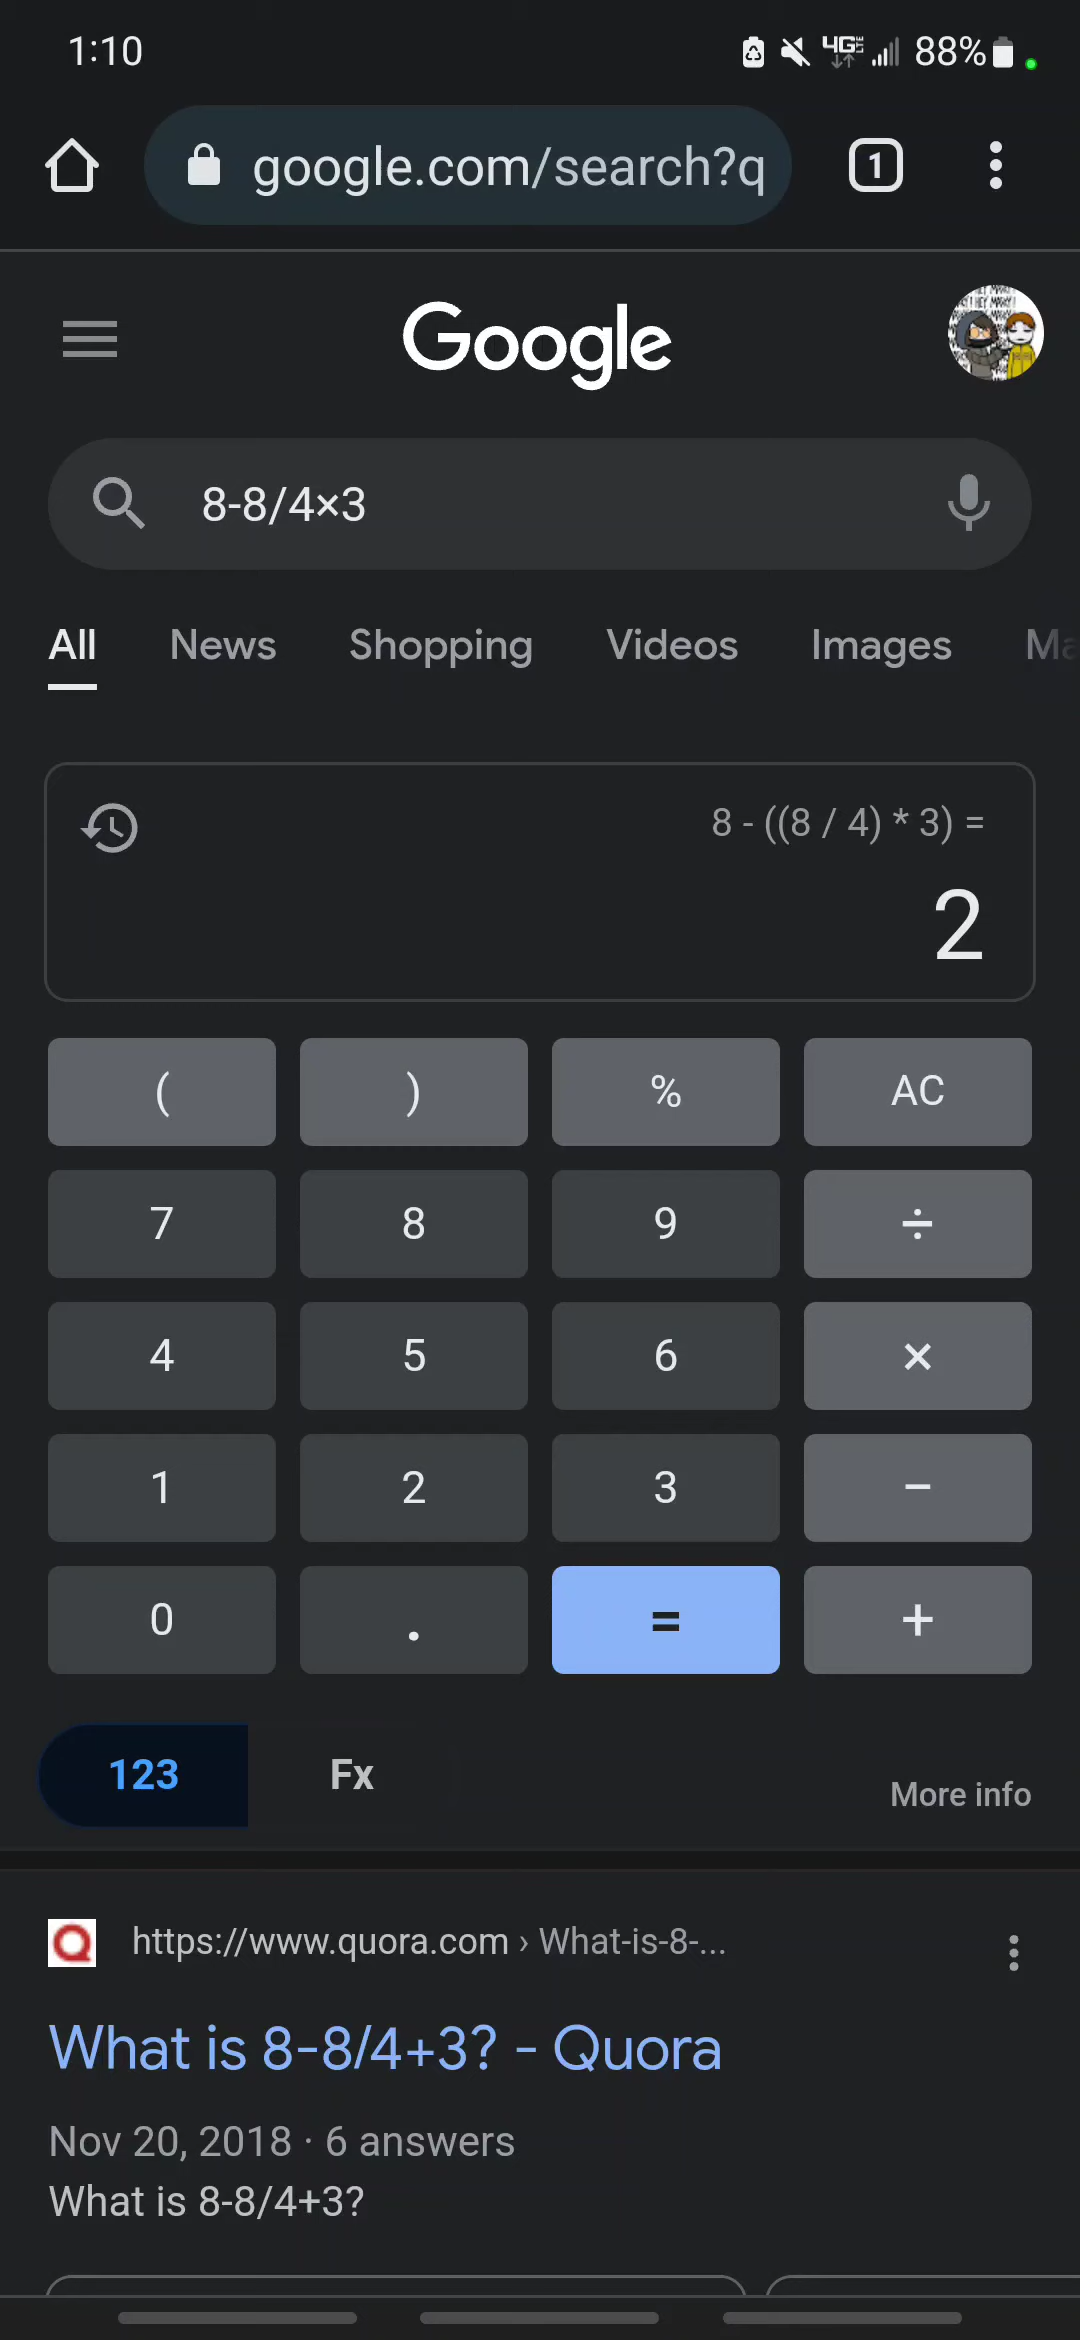 1:10
4G LTE
88%
google.com/search?q
1
Google
8-8/4×3
All News Shopping Videos Images Ma
8 - ((8 / 4) * 3) =
2
( ) % AC
7 8 9 ÷
4 5 6 ×
1 2 3 −
0 . = +
123 Fx
More info
https://www.quora.com › What-is-8-...
What is 8-8/4+3? - Quora
Nov 20, 2018 · 6 answers
What is 8-8/4+3?